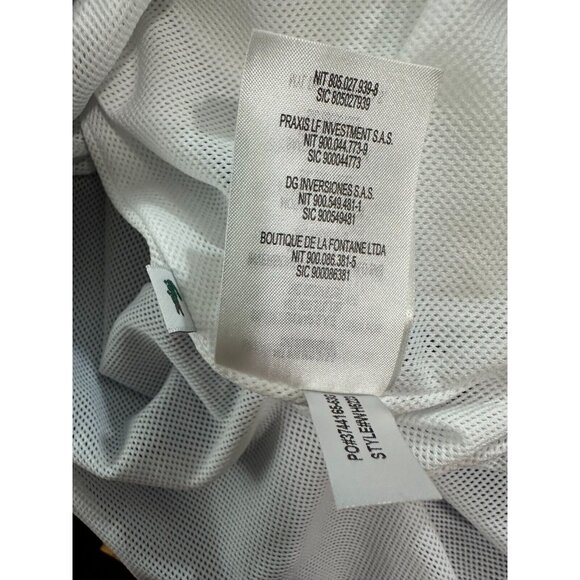 NIT 805.027.939-8
SIC 805027939
PRAXIS LF INVESTMENT S.A.S.
NIT 900.044.773-9
SIC 900044773
DG INVERSIONES S.A.S.
NIT 900.549.481-1
SIC 900549481
BOUTIQUE DE LA FONTAINE LTDA
NIT 900.086.381-5
SIC 900086381